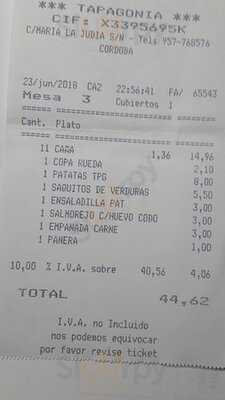 *** TAPAGONIA ***
CIF: X3395695K
C/MARIA LA JUDIA S/N - Tel: 957-768576
CORDOBA
23/jun/2018 CA2 22:56:41 FA/ 65543
Mesa 3 Cubiertos 1
Cant. Plato
11 CAÑA 1,36 14,96
1 COPA RUEDA 2,10
1 PATATAS TPG 8,00
1 SAQUITOS DE VERDURAS 5,50
1 ENSALADILLA PAT 3,00
1 SALMOREJO C/HUEVO CODO 3,00
1 EMPANADA CARNE 3,00
1 PANERA 1,00
10,00 % I.V.A. sobre 40,56 4,06
TOTAL 44,62
I.V.A. no Incluido
nos podemos equivocar
por favor revise ticket